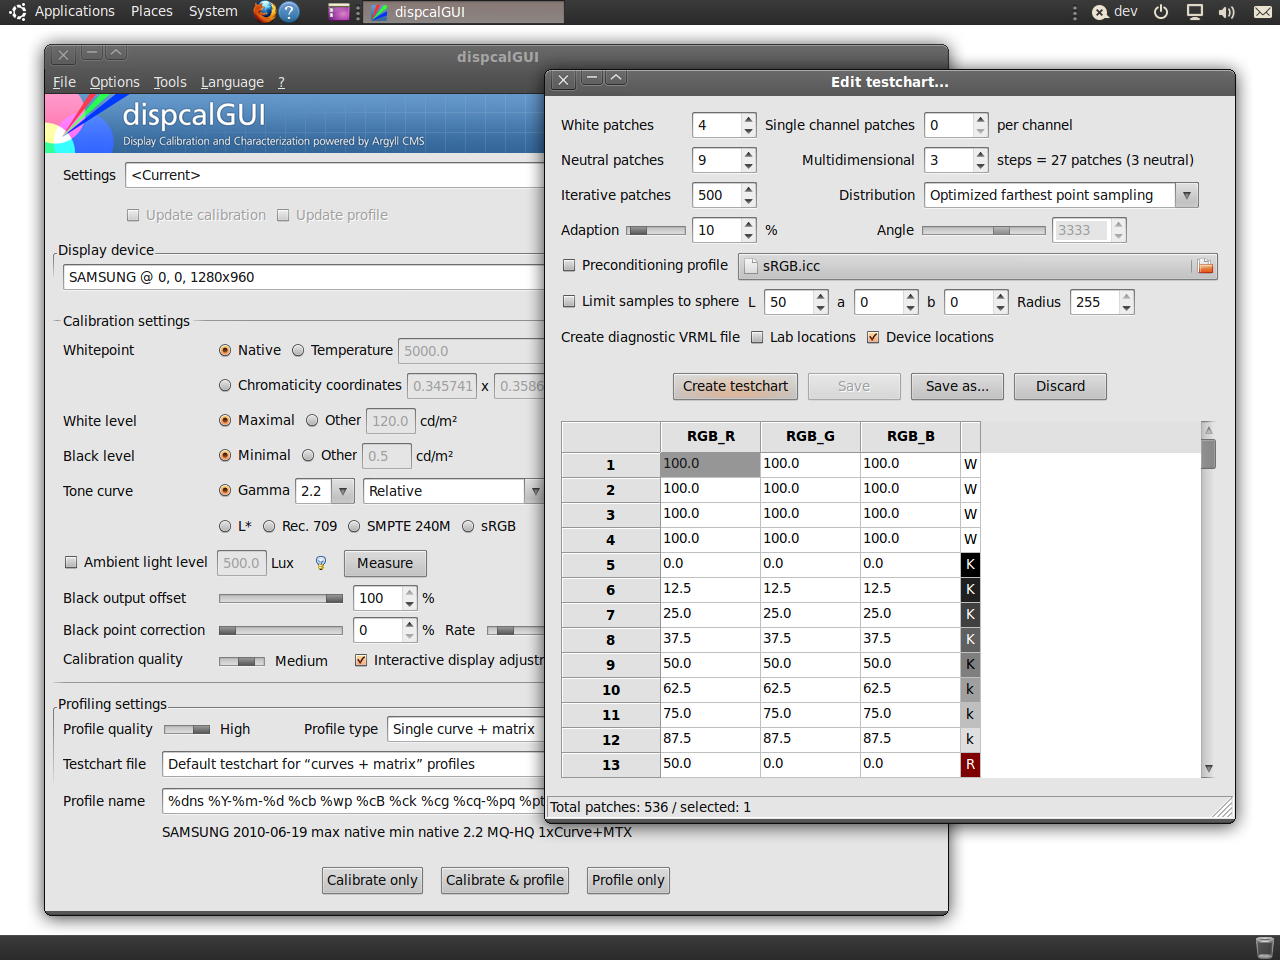 Applications Places System dispcalGUI dev
dispcalGUI
File Options Tools Language ?
dispcalGUI
Display Calibration and Characterization powered by Argyll CMS
Settings <Current>
Update calibration Update profile
Display device
SAMSUNG @ 0, 0, 1280x960
Calibration settings
Whitepoint Native Temperature 5000.0
Chromaticity coordinates 0.345741 x 0.3586
White level Maximal Other 120.0 cd/m²
Black level Minimal Other 0.5 cd/m²
Tone curve Gamma 2.2 Relative
L* Rec. 709 SMPTE 240M sRGB
Ambient light level 500.0 Lux Measure
Black output offset 100 %
Black point correction 0 % Rate
Calibration quality Medium Interactive display adjustr
Profiling settings
Profile quality High Profile type Single curve + matrix
Testchart file Default testchart for “curves + matrix” profiles
Profile name %dns %Y-%m-%d %cb %wp %cB %ck %cg %cq-%pq %pt
SAMSUNG 2010-06-19 max native min native 2.2 MQ-HQ 1xCurve+MTX
Calibrate only Calibrate & profile Profile only
Edit testchart...
White patches 4 Single channel patches 0 per channel
Neutral patches 9 Multidimensional 3 steps = 27 patches (3 neutral)
Iterative patches 500 Distribution Optimized farthest point sampling
Adaption 10 % Angle 3333
Preconditioning profile sRGB.icc
Limit samples to sphere L 50 a 0 b 0 Radius 255
Create diagnostic VRML file Lab locations Device locations
Create testchart Save Save as... Discard
RGB_R RGB_G RGB_B
1 100.0 100.0 100.0 W
2 100.0 100.0 100.0 W
3 100.0 100.0 100.0 W
4 100.0 100.0 100.0 W
5 0.0 0.0 0.0 K
6 12.5 12.5 12.5 K
7 25.0 25.0 25.0 K
8 37.5 37.5 37.5 K
9 50.0 50.0 50.0 K
10 62.5 62.5 62.5 k
11 75.0 75.0 75.0 k
12 87.5 87.5 87.5 k
13 50.0 0.0 0.0 R
Total patches: 536 / selected: 1